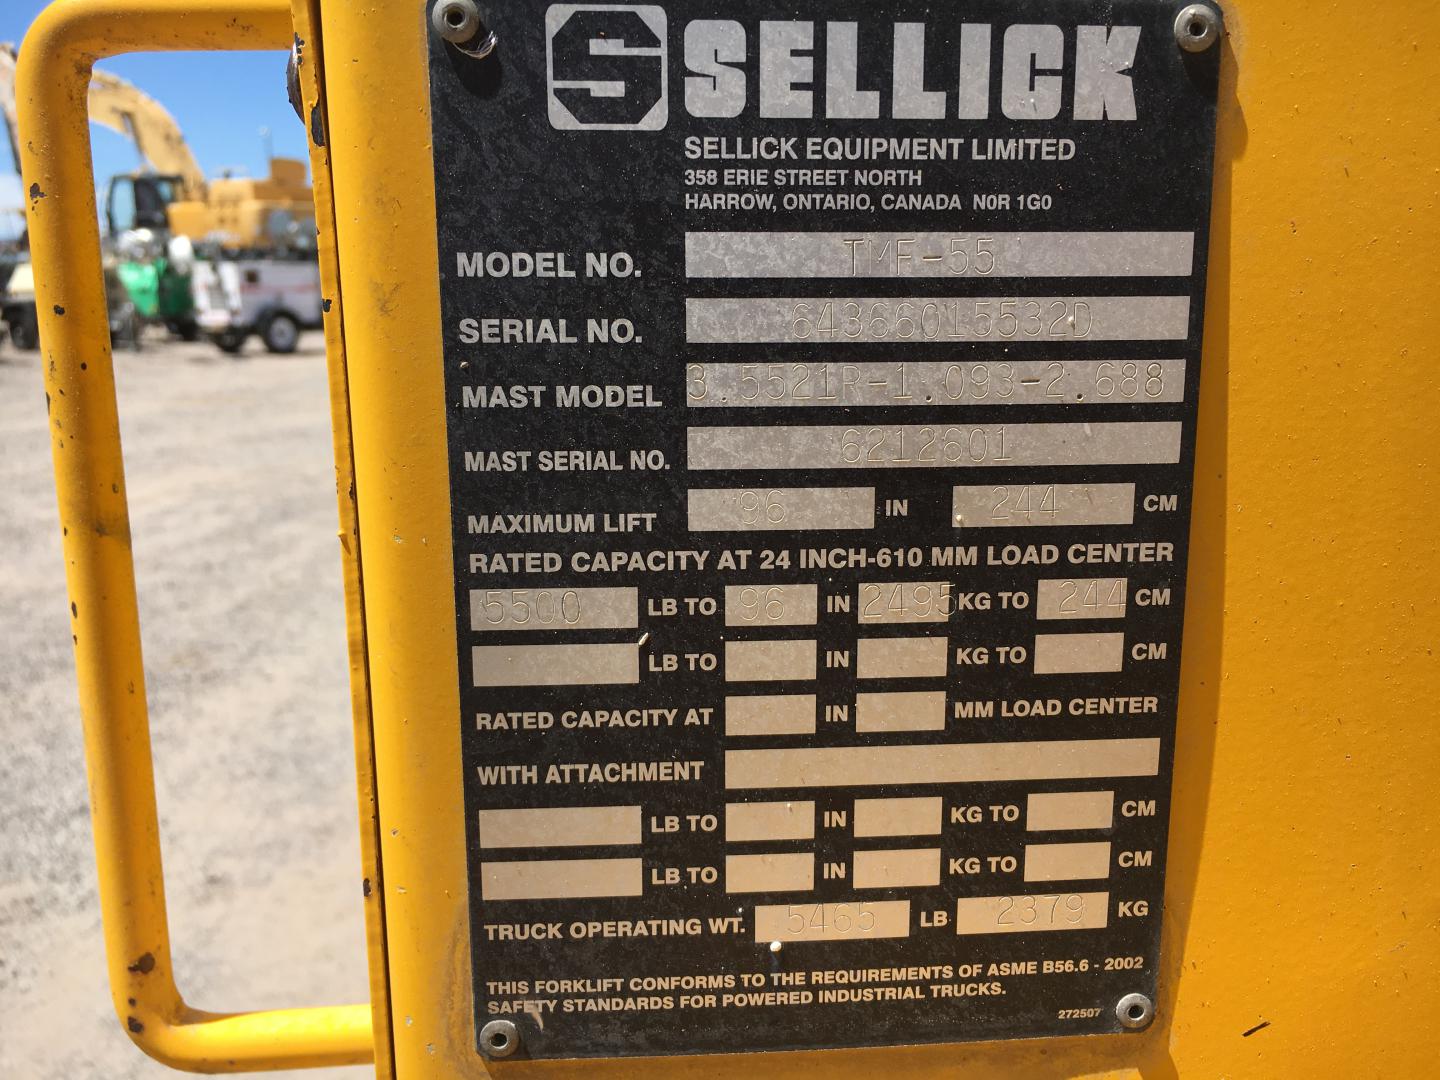 S SELLICK
SELLICK EQUIPMENT LIMITED
358 ERIE STREET NORTH
HARROW, ONTARIO, CANADA N0R 1G0
MODEL NO. TMF-55
SERIAL NO. 64366015532D
MAST MODEL 3.5521R-1.093-2.688
MAST SERIAL NO. 6212601
MAXIMUM LIFT 96 IN 244 CM
RATED CAPACITY AT 24 INCH-610 MM LOAD CENTER
5500 LB TO 96 IN 2495 KG TO 244 CM
LB TO IN KG TO CM
RATED CAPACITY AT IN MM LOAD CENTER
WITH ATTACHMENT
LB TO IN KG TO CM
LB TO IN KG TO CM
TRUCK OPERATING WT. 5465 LB 2379 KG
THIS FORKLIFT CONFORMS TO THE REQUIREMENTS OF ASME B56.6 - 2002
SAFETY STANDARDS FOR POWERED INDUSTRIAL TRUCKS.
272507